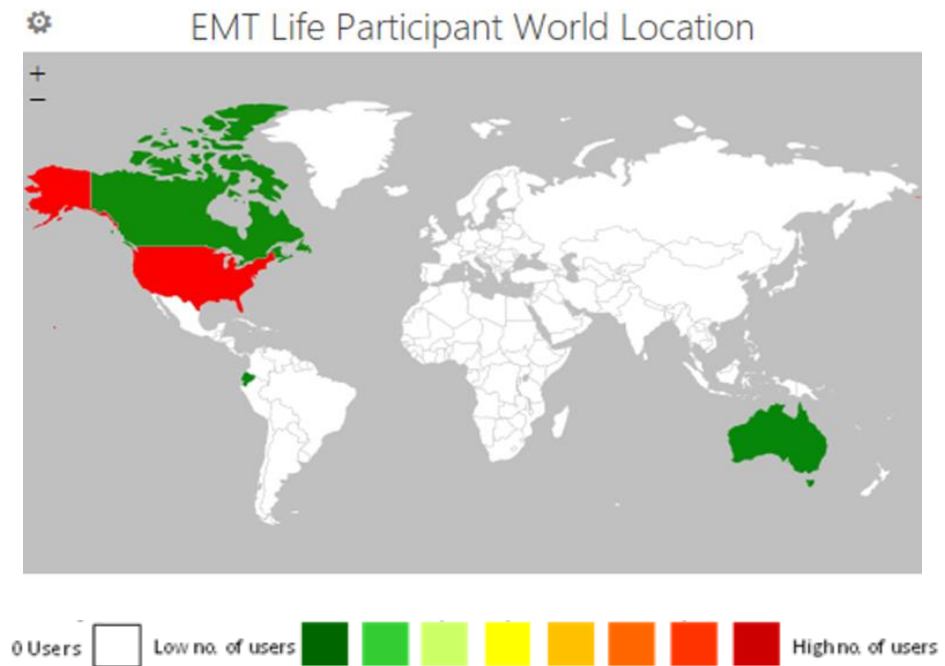 EMT Life Participant World Location
+
−
0 Users Low no. of users High no. of users